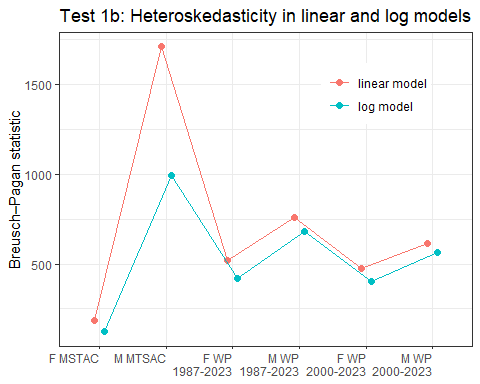 Test 1b: Heteroskedasticity in linear and log models
Breusch–Pagan statistic
1500
1000
500
linear model
log model
F MSTAC
M MTSAC
F WP
1987-2023
M WP
1987-2023
F WP
2000-2023
M WP
2000-2023